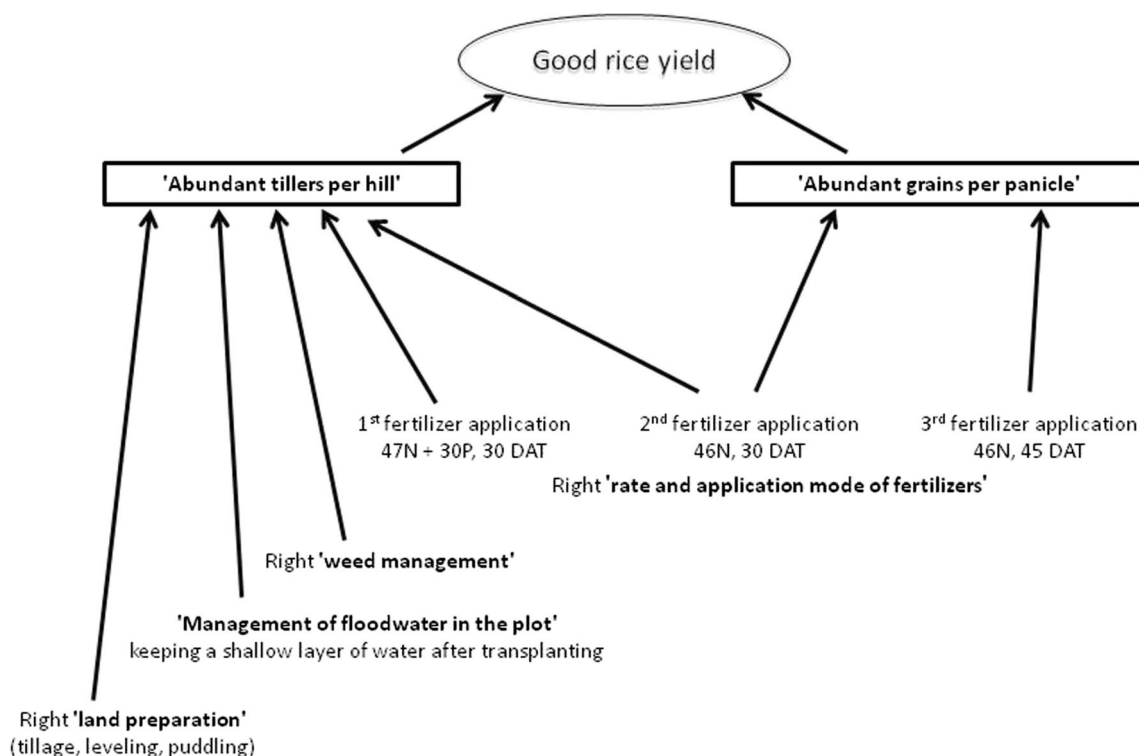 Good rice yield
'Abundant tillers per hill'
'Abundant grains per panicle'
1st fertilizer application
47N + 30P, 30 DAT
2nd fertilizer application
46N, 30 DAT
3rd fertilizer application
46N, 45 DAT
Right 'rate and application mode of fertilizers'
Right 'weed management'
'Management of floodwater in the plot'
keeping a shallow layer of water after transplanting
Right 'land preparation'
(tillage, leveling, puddling)